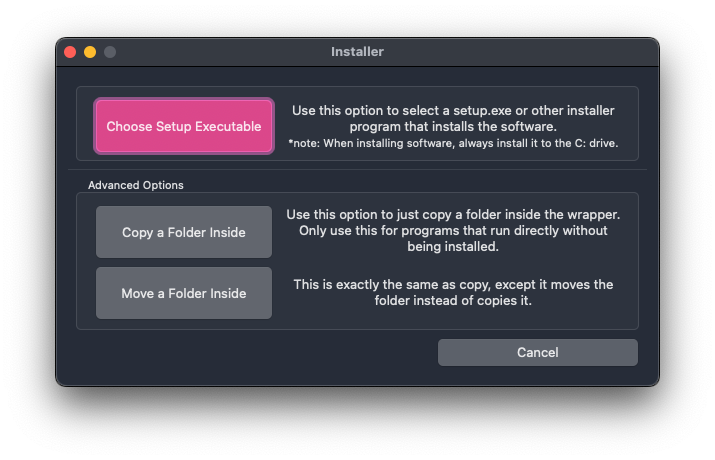 Installer
Choose Setup Executable
Use this option to select a setup.exe or other installer
program that installs the software.
*note: When installing software, always install it to the C: drive.
Advanced Options
Copy a Folder Inside
Use this option to just copy a folder inside the wrapper.
Only use this for programs that run directly without
being installed.
Move a Folder Inside
This is exactly the same as copy, except it moves the
folder instead of copies it.
Cancel